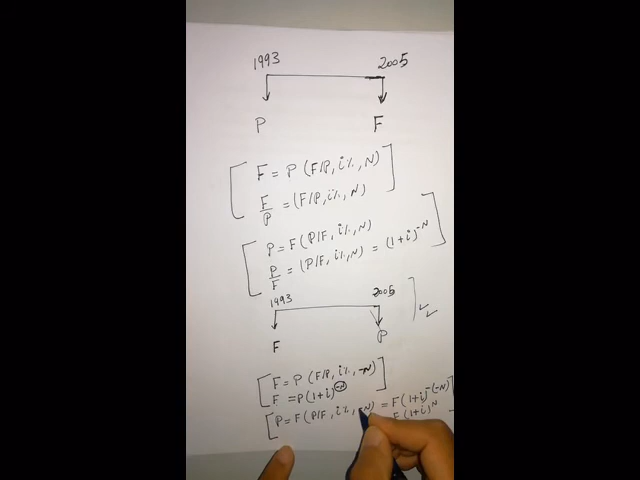 1993 2005
P F
F = P (F/P, i%, N)
F/P = (F/P, i%, N)
P = F (P/F, i%, N)
P/F = (P/F, i%, N) = (1+i)^-N
1993 2005
F P
F = P (F/P, i%, -N)
F = P(1+i)^-N
P = F (P/F, i%, -N) = F(1+i)^-(-N)
F(1+i)^N